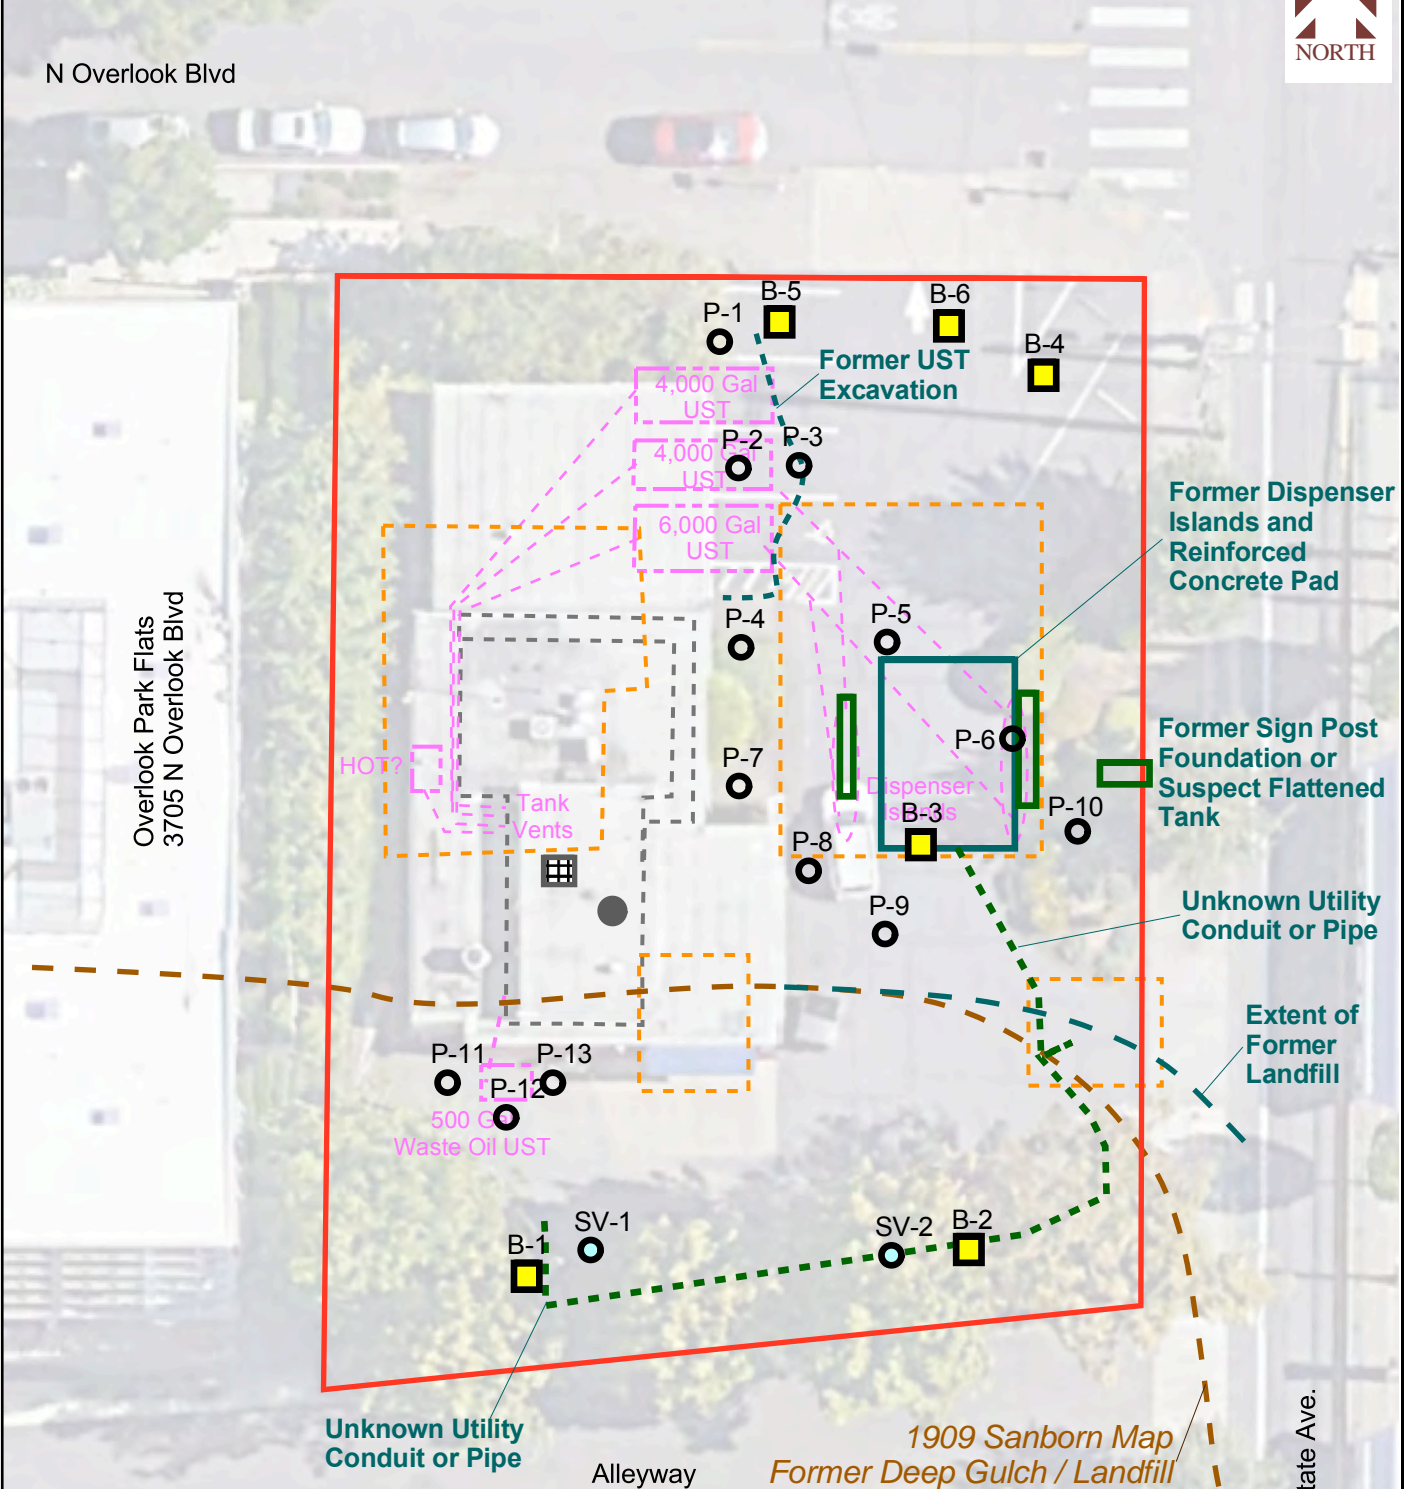 NORTH
N Overlook Blvd
B-5
B-6
P-1
B-4
Former UST
Excavation
4,000 Gal
UST
P-2
P-3
4,000 Gal
UST
Former Dispenser
Islands and
Reinforced
Concrete Pad
6,000 Gal
UST
P-4
P-5
Overlook Park Flats
3705 N Overlook Blvd
P-6
Former Sign Post
Foundation or
Suspect Flattened
Tank
HOT?
P-7
Dispenser
Islands
Tank
Vents
B-3
P-10
P-8
P-9
Unknown Utility
Conduit or Pipe
Extent of
Former
Landfill
P-11
P-13
P-12
500 Gal
Waste Oil UST
SV-1
SV-2
B-2
B-1
Unknown Utility
Conduit or Pipe
1909 Sanborn Map
Former Deep Gulch / Landfill
Alleyway
tate Ave.